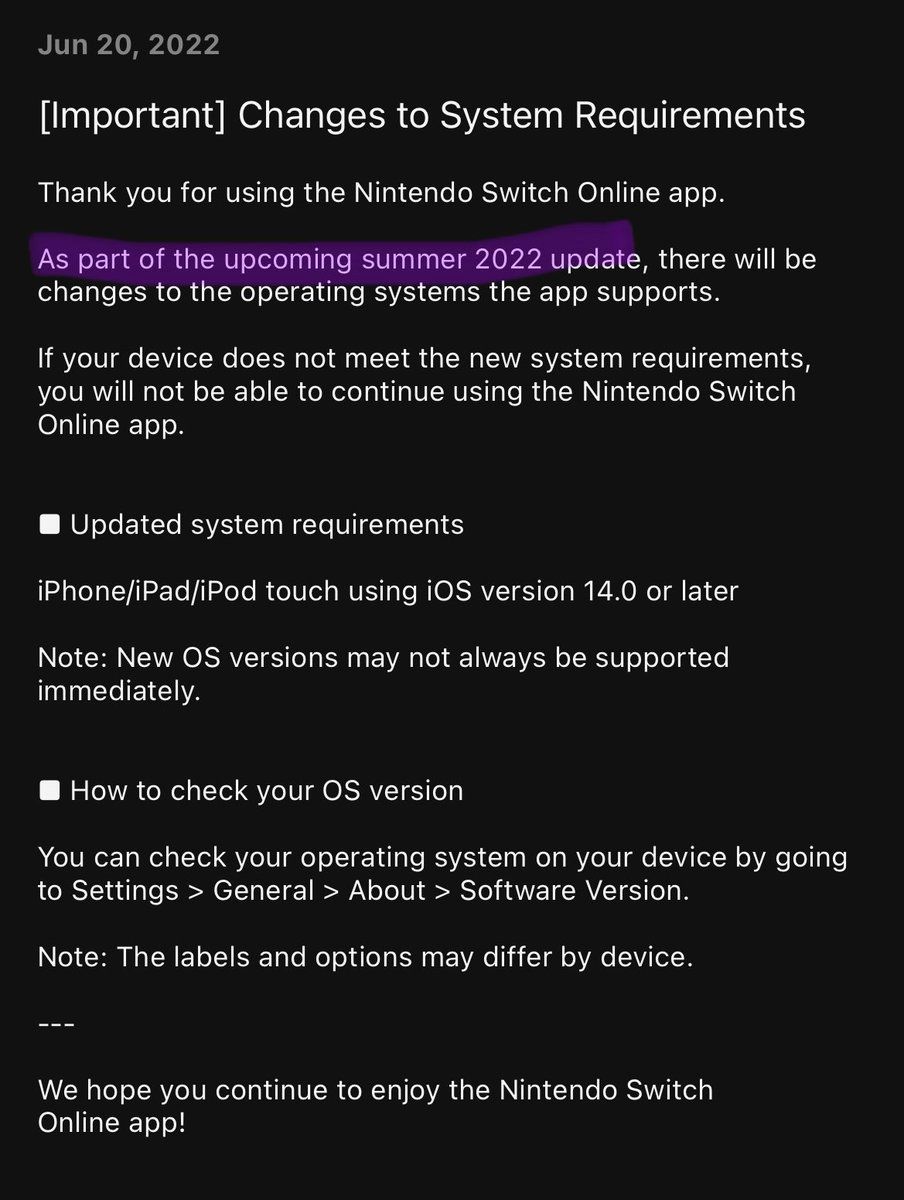 Jun 20, 2022
[Important] Changes to System Requirements
Thank you for using the Nintendo Switch Online app.
As part of the upcoming summer 2022 update, there will be
changes to the operating systems the app supports.
If your device does not meet the new system requirements,
you will not be able to continue using the Nintendo Switch
Online app.
■ Updated system requirements
iPhone/iPad/iPod touch using iOS version 14.0 or later
Note: New OS versions may not always be supported
immediately.
■ How to check your OS version
You can check your operating system on your device by going
to Settings > General > About > Software Version.
Note: The labels and options may differ by device.
---
We hope you continue to enjoy the Nintendo Switch
Online app!